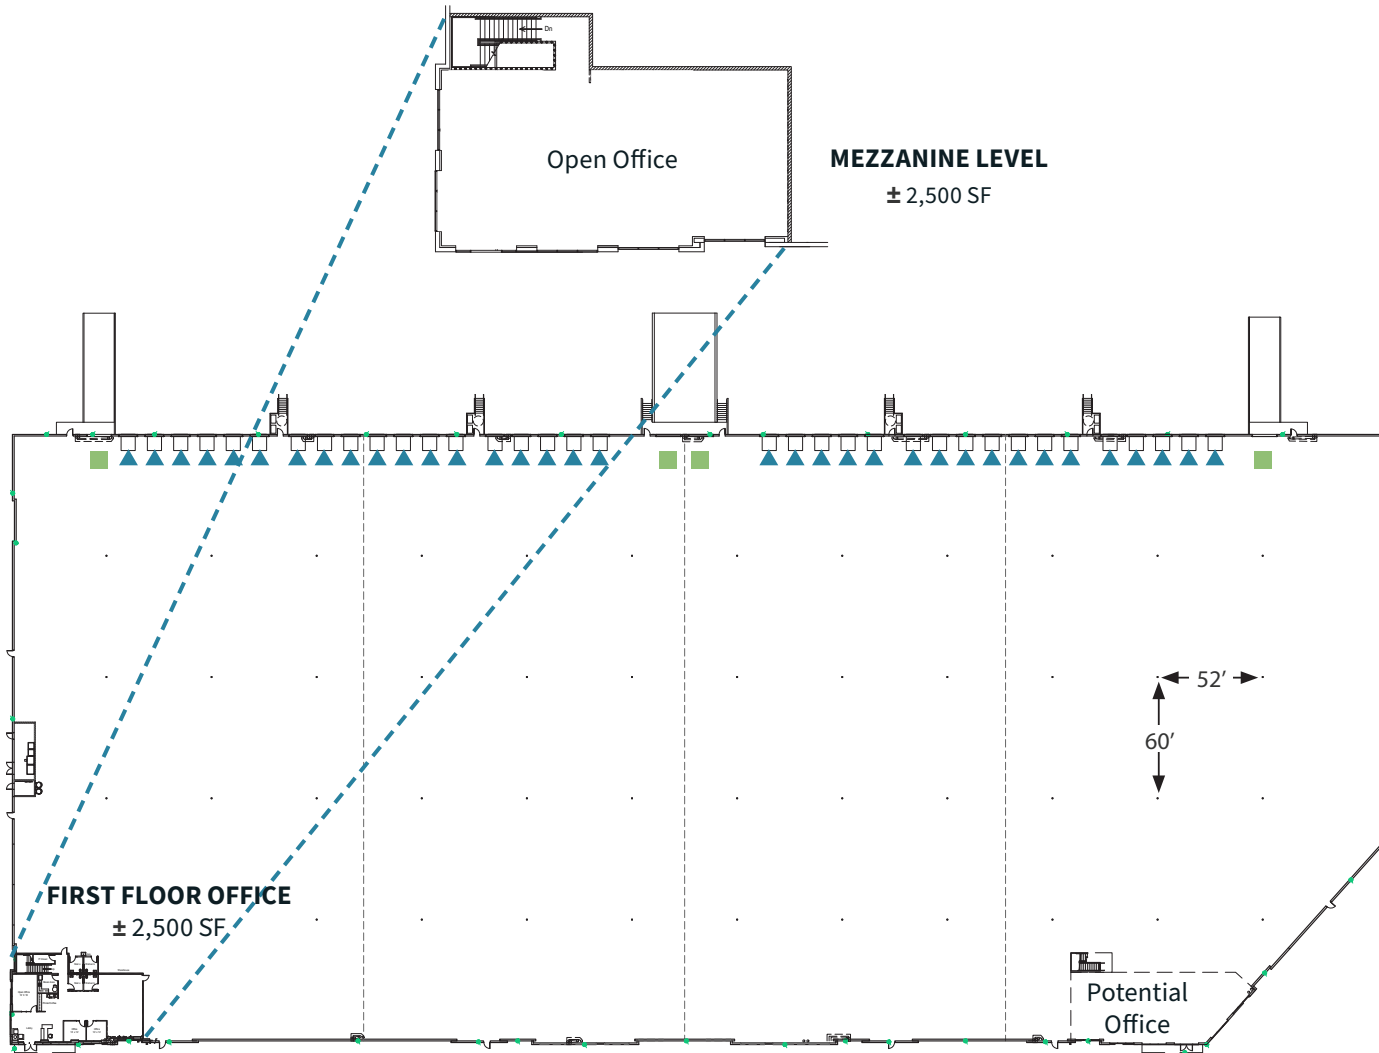 Dn
Open Office
MEZZANINE LEVEL
± 2,500 SF
52’
60’
FIRST FLOOR OFFICE
± 2,500 SF
Potential
Office